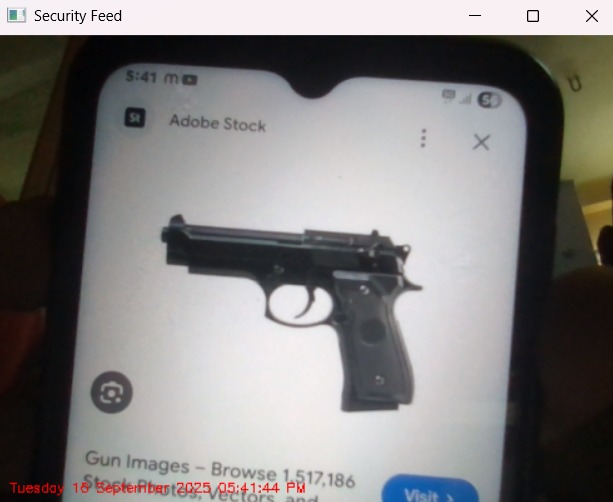 Security Feed
5:41 m
5G
St Adobe Stock
Gun Images – Browse 1,517,186
Stock Photos, Vectors, and
Visit >
Tuesday 16 September 2025 05:41:44 PM